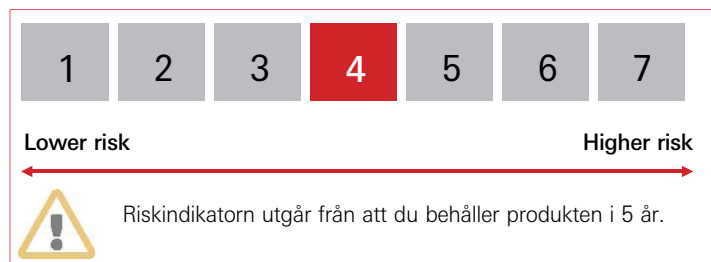 1 2 3 4 5 6 7
Lower risk Higher risk
Riskindikatorn utgår från att du behåller produkten i 5 år.